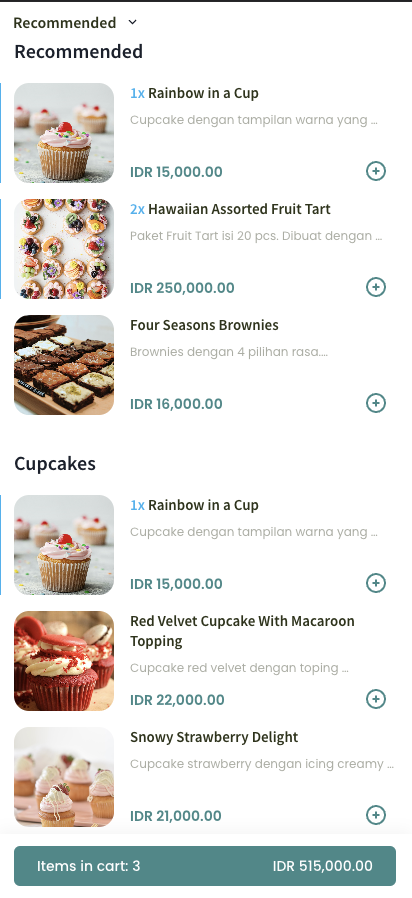 Recommended
Recommended
1x Rainbow in a Cup
Cupcake dengan tampilan warna yang ...
IDR 15,000.00
2x Hawaiian Assorted Fruit Tart
Paket Fruit Tart isi 20 pcs. Dibuat dengan ...
IDR 250,000.00
Four Seasons Brownies
Brownies dengan 4 pilihan rasa....
IDR 16,000.00
Cupcakes
1x Rainbow in a Cup
Cupcake dengan tampilan warna yang ...
IDR 15,000.00
Red Velvet Cupcake With Macaroon
Topping
Cupcake red velvet dengan toping ...
IDR 22,000.00
Snowy Strawberry Delight
Cupcake strawberry dengan icing creamy ...
IDR 21,000.00
Items in cart: 3 IDR 515,000.00